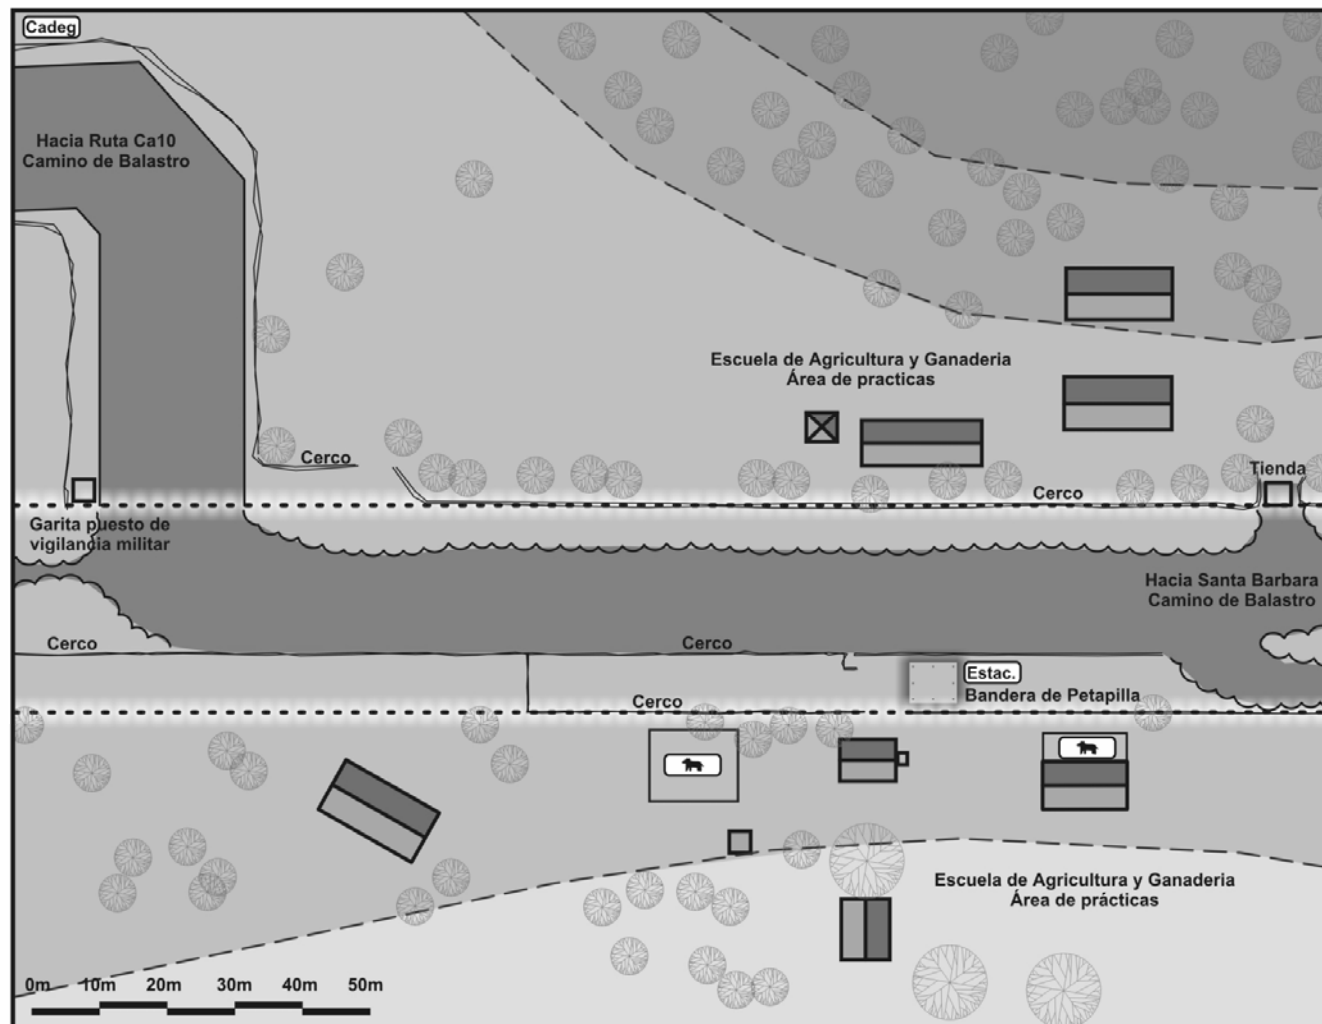 Cadeg
Hacia Ruta Ca10
Camino de Balastro
Escuela de Agricultura y Ganaderia
Área de practicas
Cerco
Tienda
Cerco
Garita puesto de
vigilancia militar
Hacia Santa Barbara
Camino de Balastro
Cerco
Cerco
Estac.
Bandera de Petapilla
Cerco
Escuela de Agricultura y Ganaderia
Área de prácticas
0m 10m 20m 30m 40m 50m